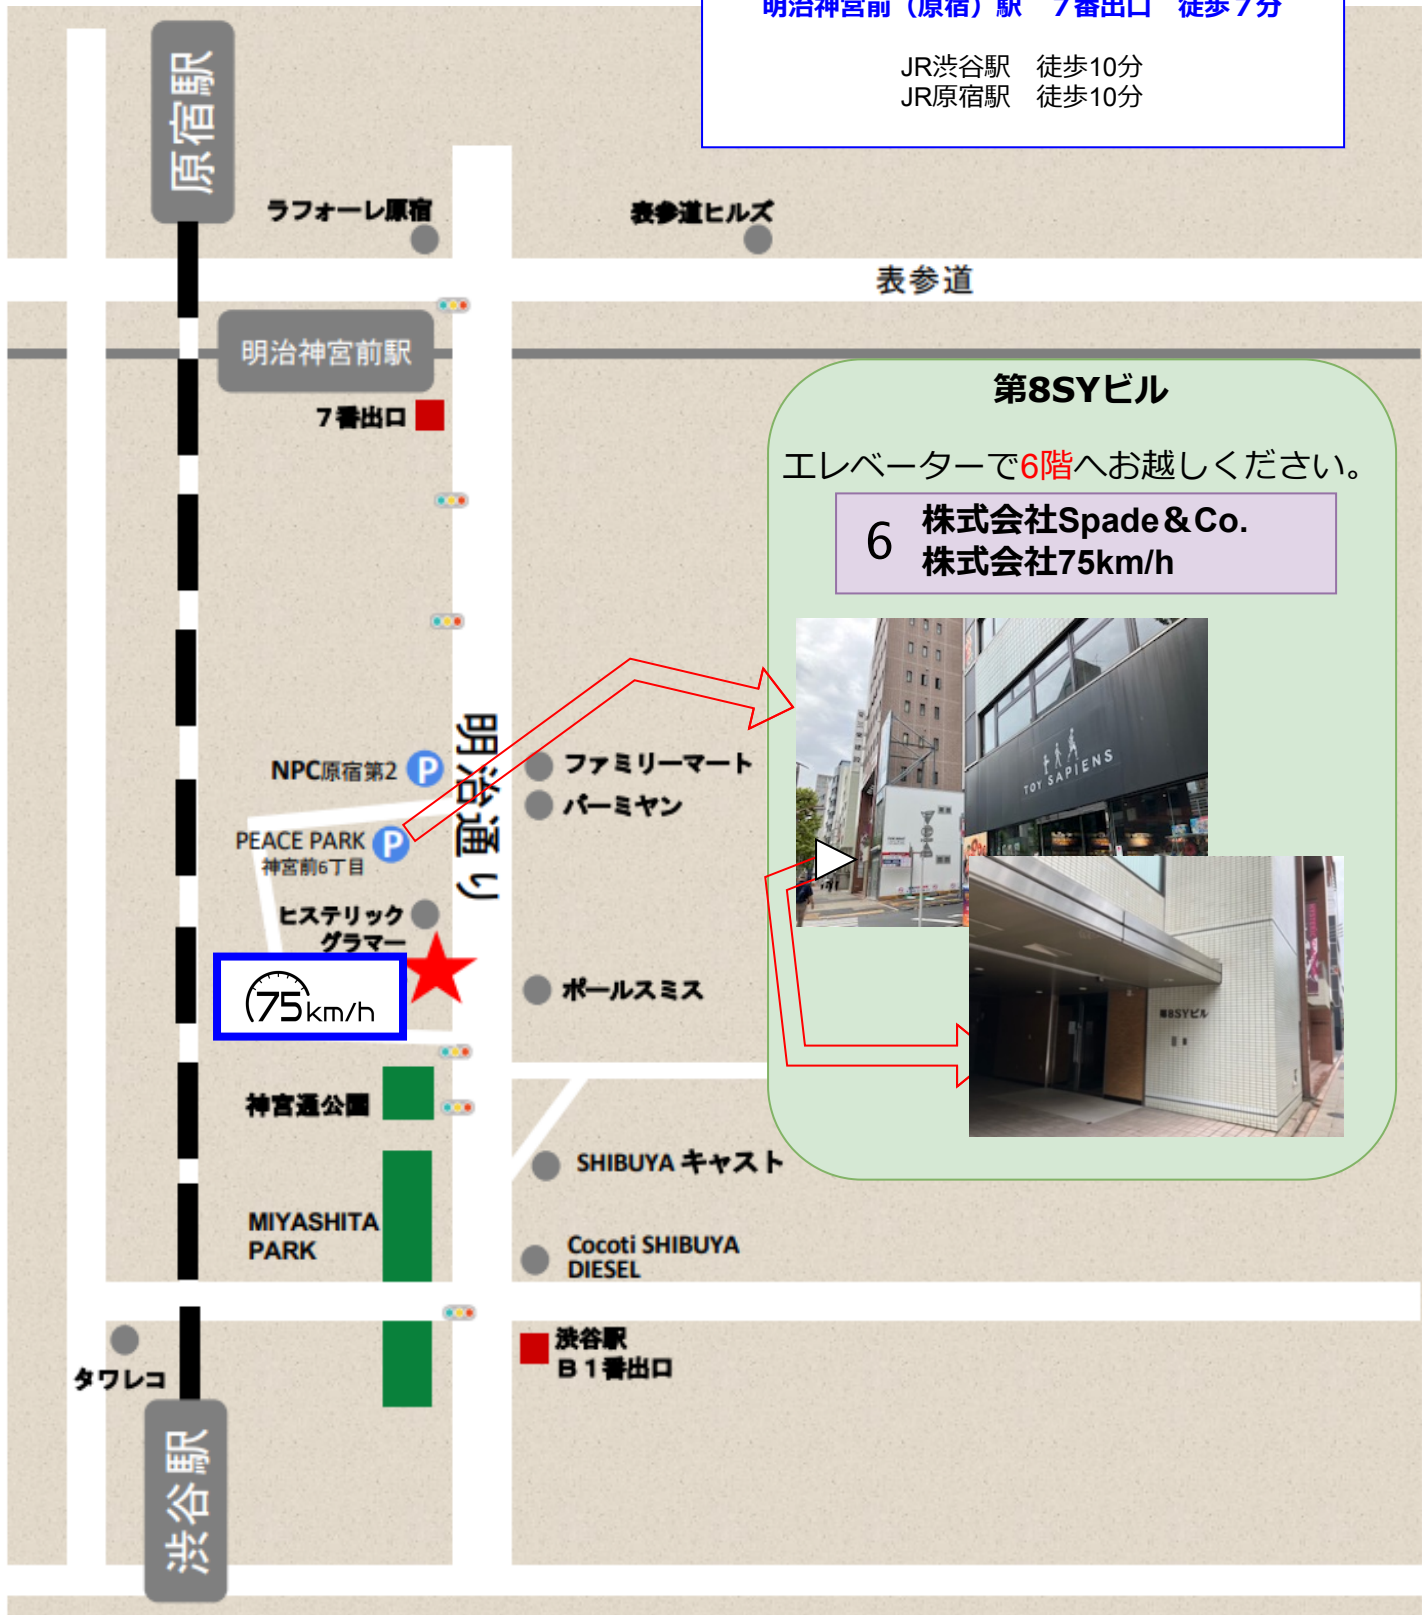 明治神宮前（原宿）駅　７番出口　徒歩７分
JR渋谷駅　徒歩10分
JR原宿駅　徒歩10分
原宿駅
ラフォーレ原宿
表参道ヒルズ
表参道
明治神宮前駅
７番出口
第8SYビル
エレベーターで6階へお越しください。
6
株式会社Spade＆Co.
株式会社75km/h
TOY SAPIENS
明治通り
NPC原宿第2
P
ファミリーマート
バーミヤン
PEACE PARK
神宮前6丁目
P
ヒステリック
グラマー
75km/h
ポールスミス
第8SYビル
神宮通公園
SHIBUYA キャスト
MIYASHITA
PARK
Cocoti SHIBUYA
DIESEL
タワレコ
渋谷駅
Ｂ１番出口
渋谷駅